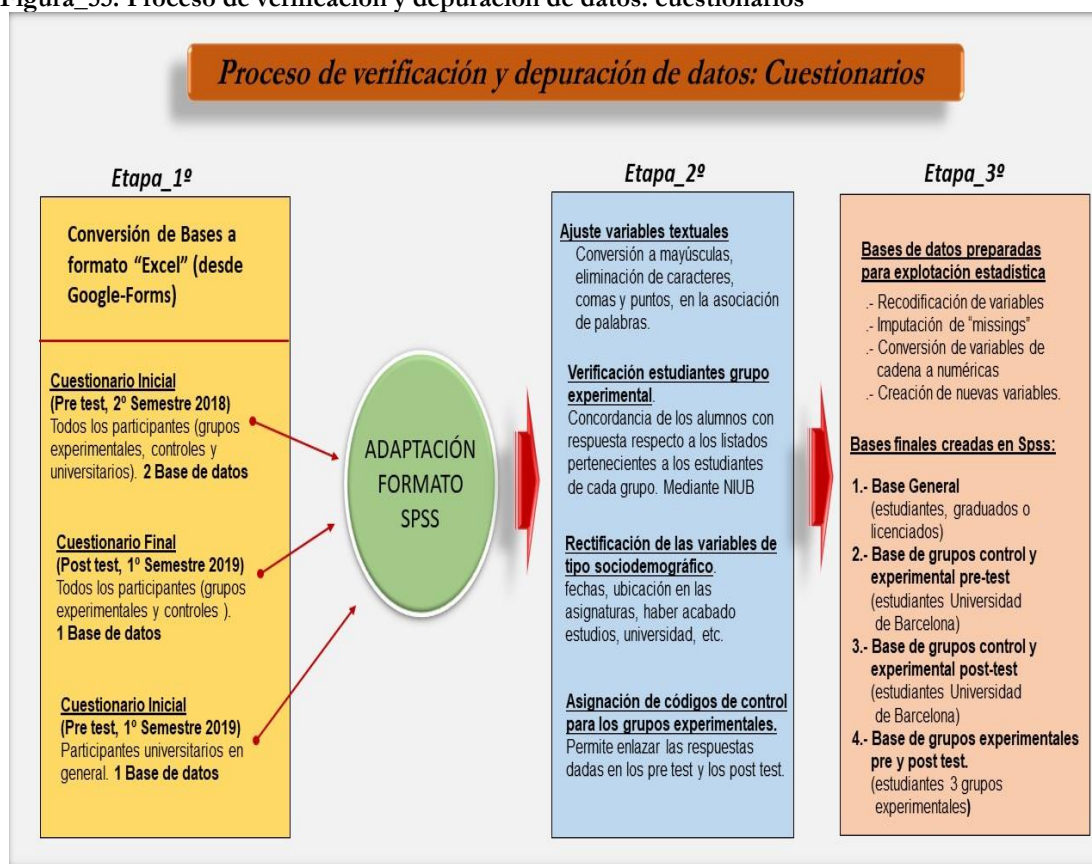 Figura_35. Proceso de verificación y depuración de datos: cuestionarios
Proceso de verificación y depuración de datos: Cuestionarios
Etapa_1º
Conversión de Bases a
formato “Excel” (desde
Google-Forms)
Cuestionario Inicial
(Pre test, 2º Semestre 2018)
Todos los participantes (grupos
experimentales, controles y
universitarios). 2 Base de datos
Cuestionario Final
(Post test, 1º Semestre 2019)
Todos los participantes (grupos
experimentales y controles ).
1 Base de datos
Cuestionario Inicial
(Pre test, 1º Semestre 2019)
Participantes universitarios en
general. 1 Base de datos
ADAPTACIÓN
FORMATO
SPSS
Etapa_2º
Ajuste variables textuales
Conversión a mayúsculas,
eliminación de caracteres,
comas y puntos, en la asociación
de palabras.
Verificación estudiantes grupo
experimental.
Concordancia de los alumnos con
respuesta respecto a los listados
pertenecientes a los estudiantes
de cada grupo. Mediante NIUB
Rectificación de las variables de
tipo sociodemográfico.
fechas, ubicación en las
asignaturas, haber acabado
estudios, universidad, etc.
Asignación de códigos de control
para los grupos experimentales.
Permite enlazar las respuestas
dadas en los pre test y los post test.
Etapa_3º
Bases de datos preparadas
para explotación estadística
.- Recodificación de variables
.- Imputación de “missings”
.- Conversión de variables de
cadena a numéricas
.- Creación de nuevas variables.
Bases finales creadas en Spss:
1.- Base General
(estudiantes, graduados o
licenciados)
2.- Base de grupos control y
experimental pre-test
(estudiantes Universidad
de Barcelona)
3.- Base de grupos control y
experimental post-test
(estudiantes Universidad
de Barcelona)
4.- Base de grupos experimentales
pre y post test.
(estudiantes 3 grupos
experimentales)